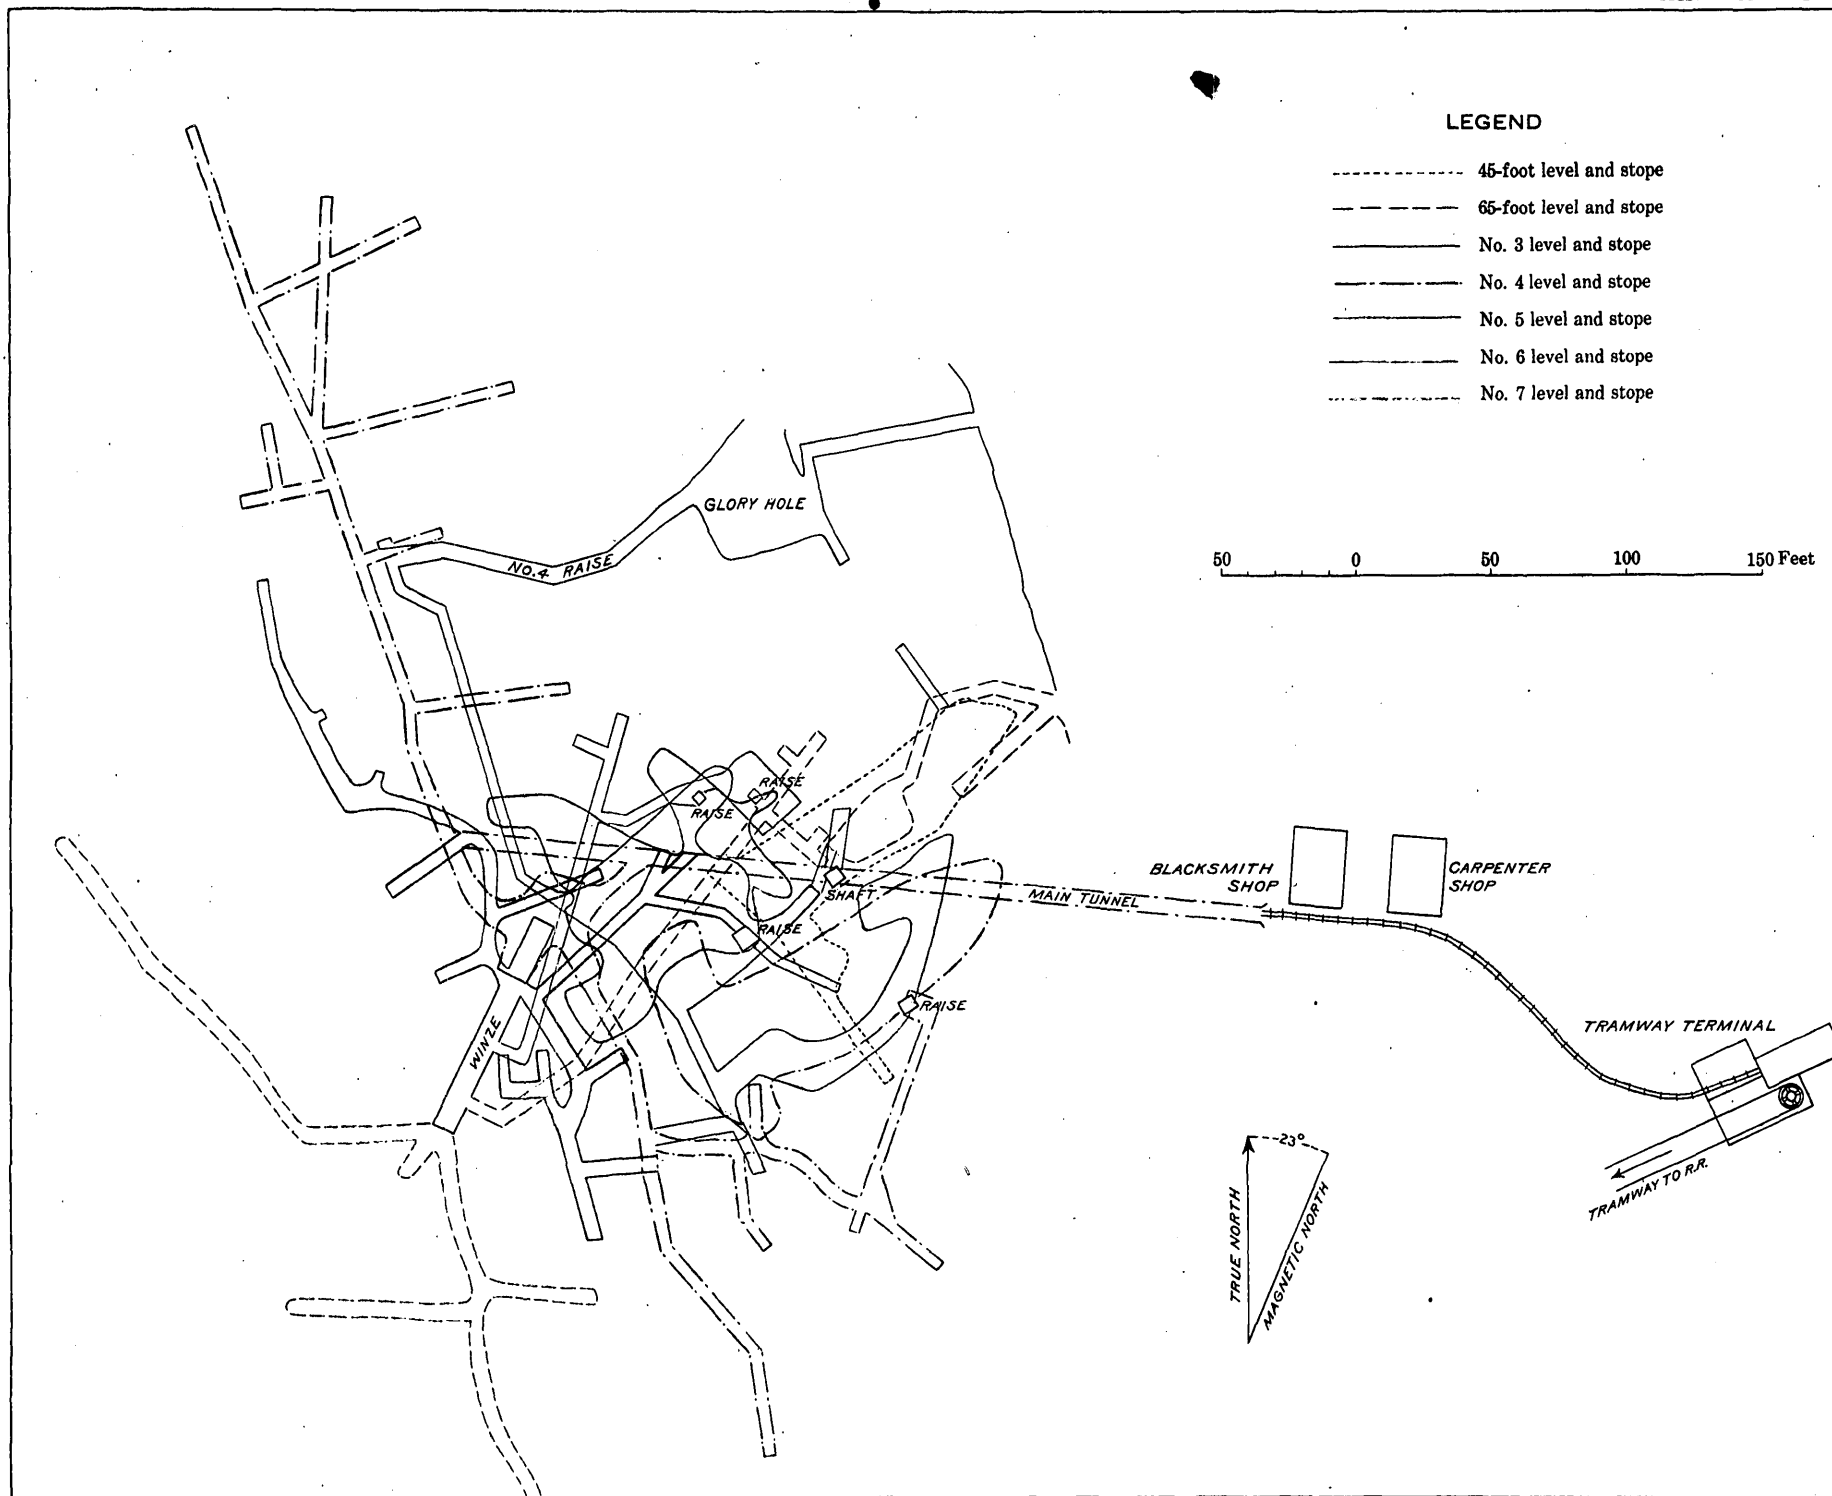 LEGEND
45-foot level and stope
65-foot level and stope
No. 3 level and stope
No. 4 level and stope
No. 5 level and stope
No. 6 level and stope
No. 7 level and stope
GLORY HOLE
NO. 4 RAISE
50 0 50 100 150 Feet
RAISE
RAISE
BLACKSMITH
SHOP
CARPENTER
SHOP
SHAFT
MAIN TUNNEL
RAISE
RAISE
WINZE
TRAMWAY TERMINAL
TRAMWAY TO R.R.
23°
TRUE NORTH
MAGNETIC NORTH